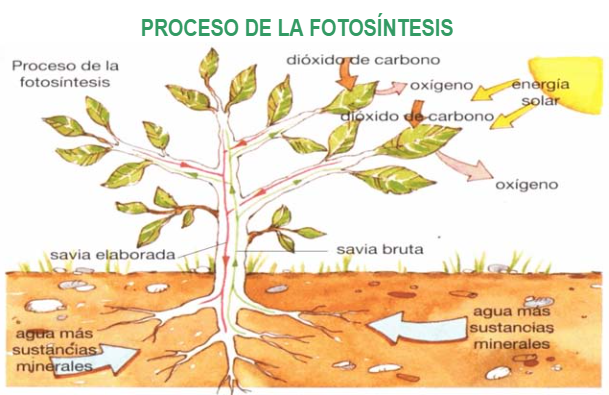 PROCESO DE LA FOTOSÍNTESIS
Proceso de la
fotosíntesis
dióxido de carbono
oxígeno
energía
solar
dióxido de carbono
oxígeno
savia elaborada
savia bruta
agua más
sustancias
minerales
agua más
sustancias
minerales